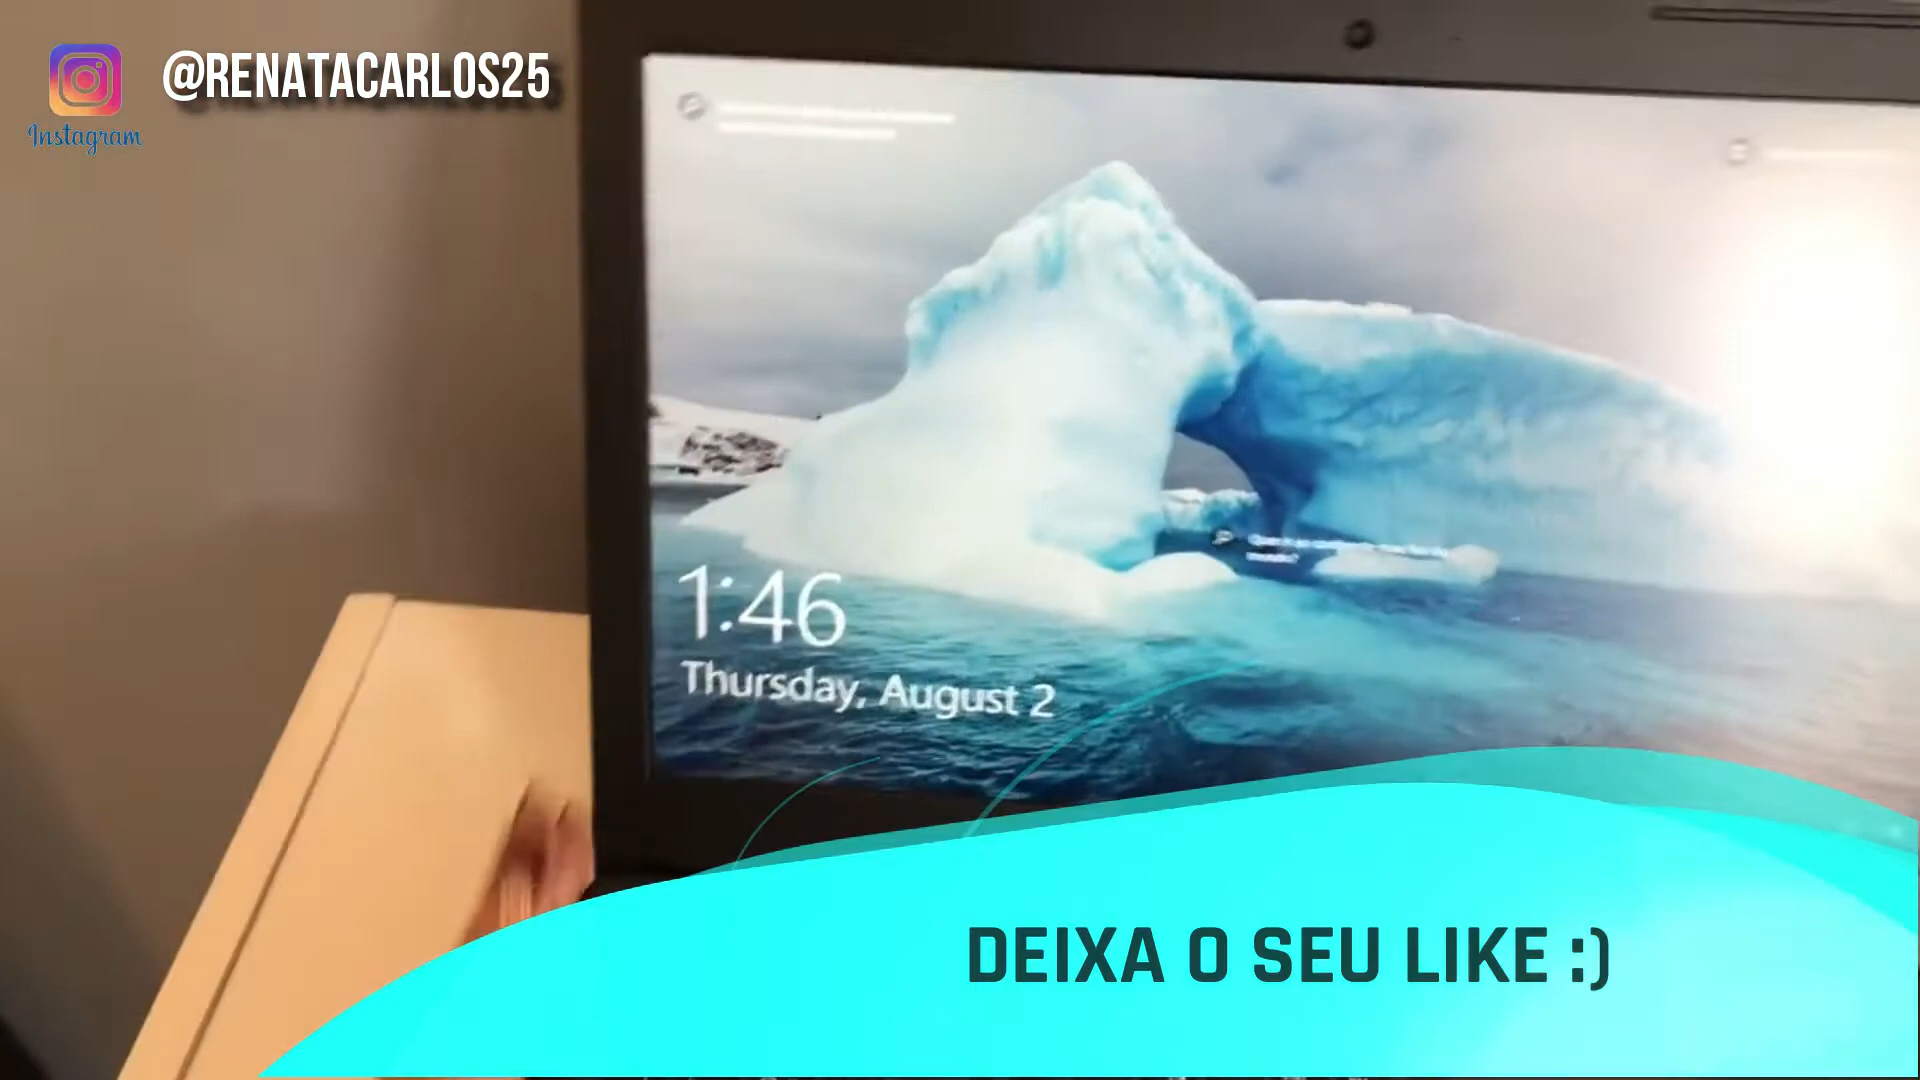 Instagram
@RENATACARLOS25
1:46
Thursday, August 2
DEIXA O SEU LIKE :)